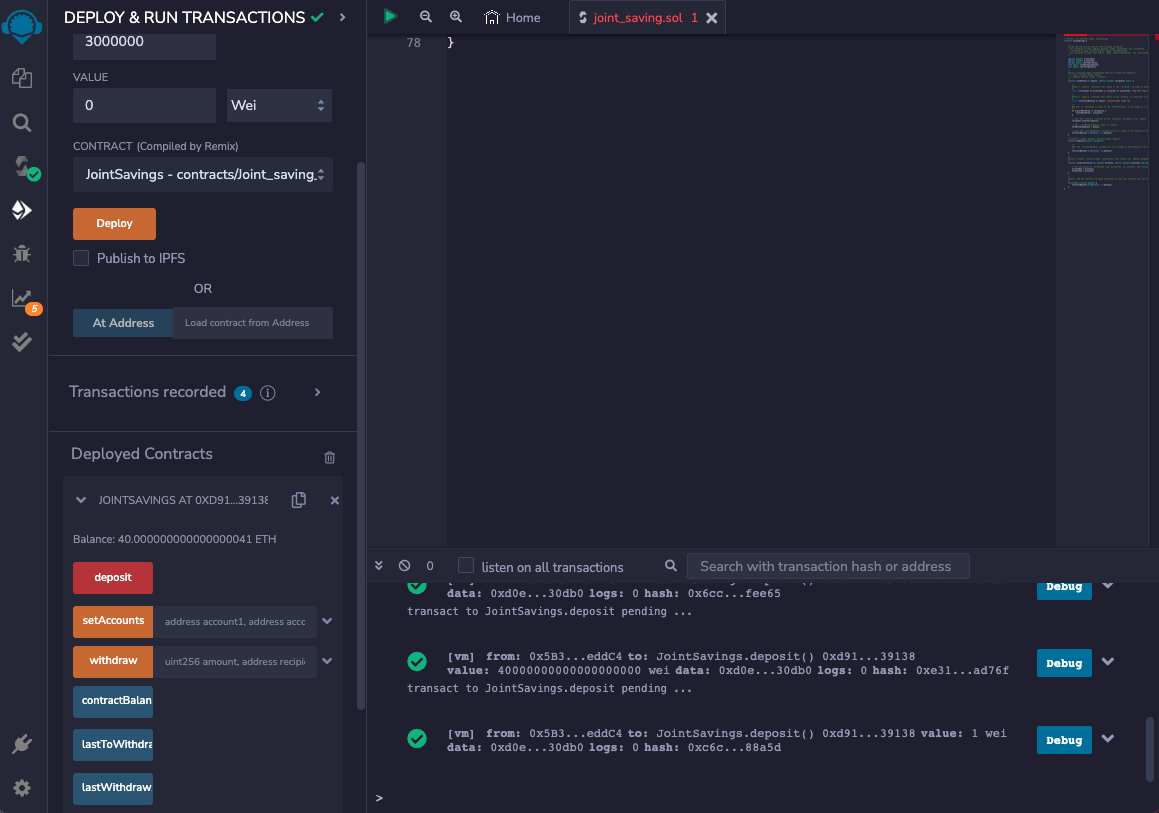 DEPLOY & RUN TRANSACTIONS
3000000
VALUE
0
Wei
CONTRACT (Compiled by Remix)
JointSavings - contracts/Joint_saving.
Deploy
Publish to IPFS
OR
At Address
Load contract from Address
5
Transactions recorded 4 i
Deployed Contracts
JOINTSAVINGS AT 0XD91...39138
Balance: 40.000000000000000041 ETH
deposit
setAccounts
address account1, address acco
withdraw
uint256 amount, address recipi
contractBalan
lastToWithdra
lastWithdraw
Home
joint_saving.sol 1
78
}
0
listen on all transactions
Search with transaction hash or address
data: 0xd0e...30db0 logs: 0 hash: 0x6cc...fee65
Debug
transact to JointSavings.deposit pending ...
[vm] from: 0x5B3...eddC4 to: JointSavings.deposit() 0xd91...39138
value: 40000000000000000000 wei data: 0xd0e...30db0 logs: 0 hash: 0xe31...ad76f
Debug
transact to JointSavings.deposit pending ...
[vm] from: 0x5B3...eddC4 to: JointSavings.deposit() 0xd91...39138 value: 1 wei
data: 0xd0e...30db0 logs: 0 hash: 0xc6c...88a5d
Debug
>